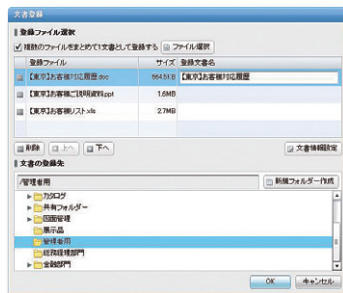 文書登録
登録ファイル選択
複数のファイルをまとめて1文書として登録する ファイル選択
登録ファイル サイズ 登録文書名
【東京】お客様対応履歴.doc 564.5KB 【東京】お客様対応履歴
【東京】お客様ご説明資料.ppt 1.6MB
【東京】お客様リスト.xls 2.7MB
削除 上へ 下へ 文書情報設定
文書の登録先
/管理者用 新規フォルダー作成
カタログ
共有フォルダー
図面管理
展示品
管理者用
総務経理部門
金融部門
OK キャンセル